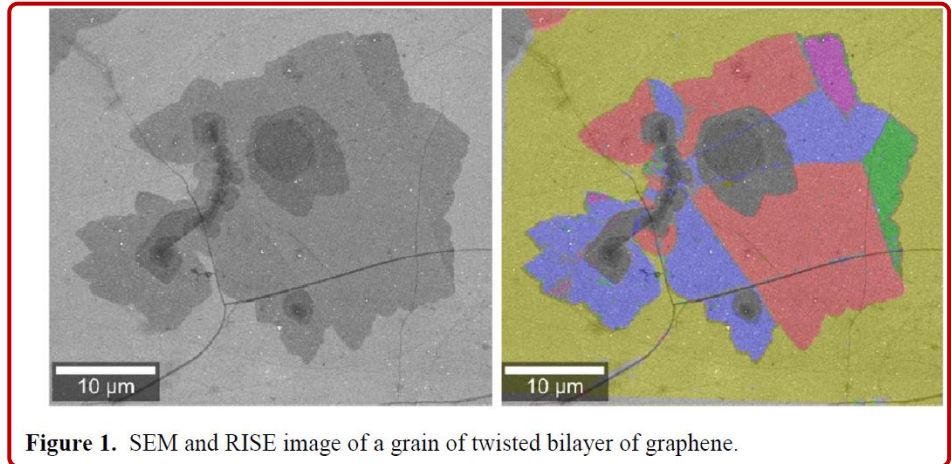 10 μm
10 μm
Figure 1. SEM and RISE image of a grain of twisted bilayer of graphene.